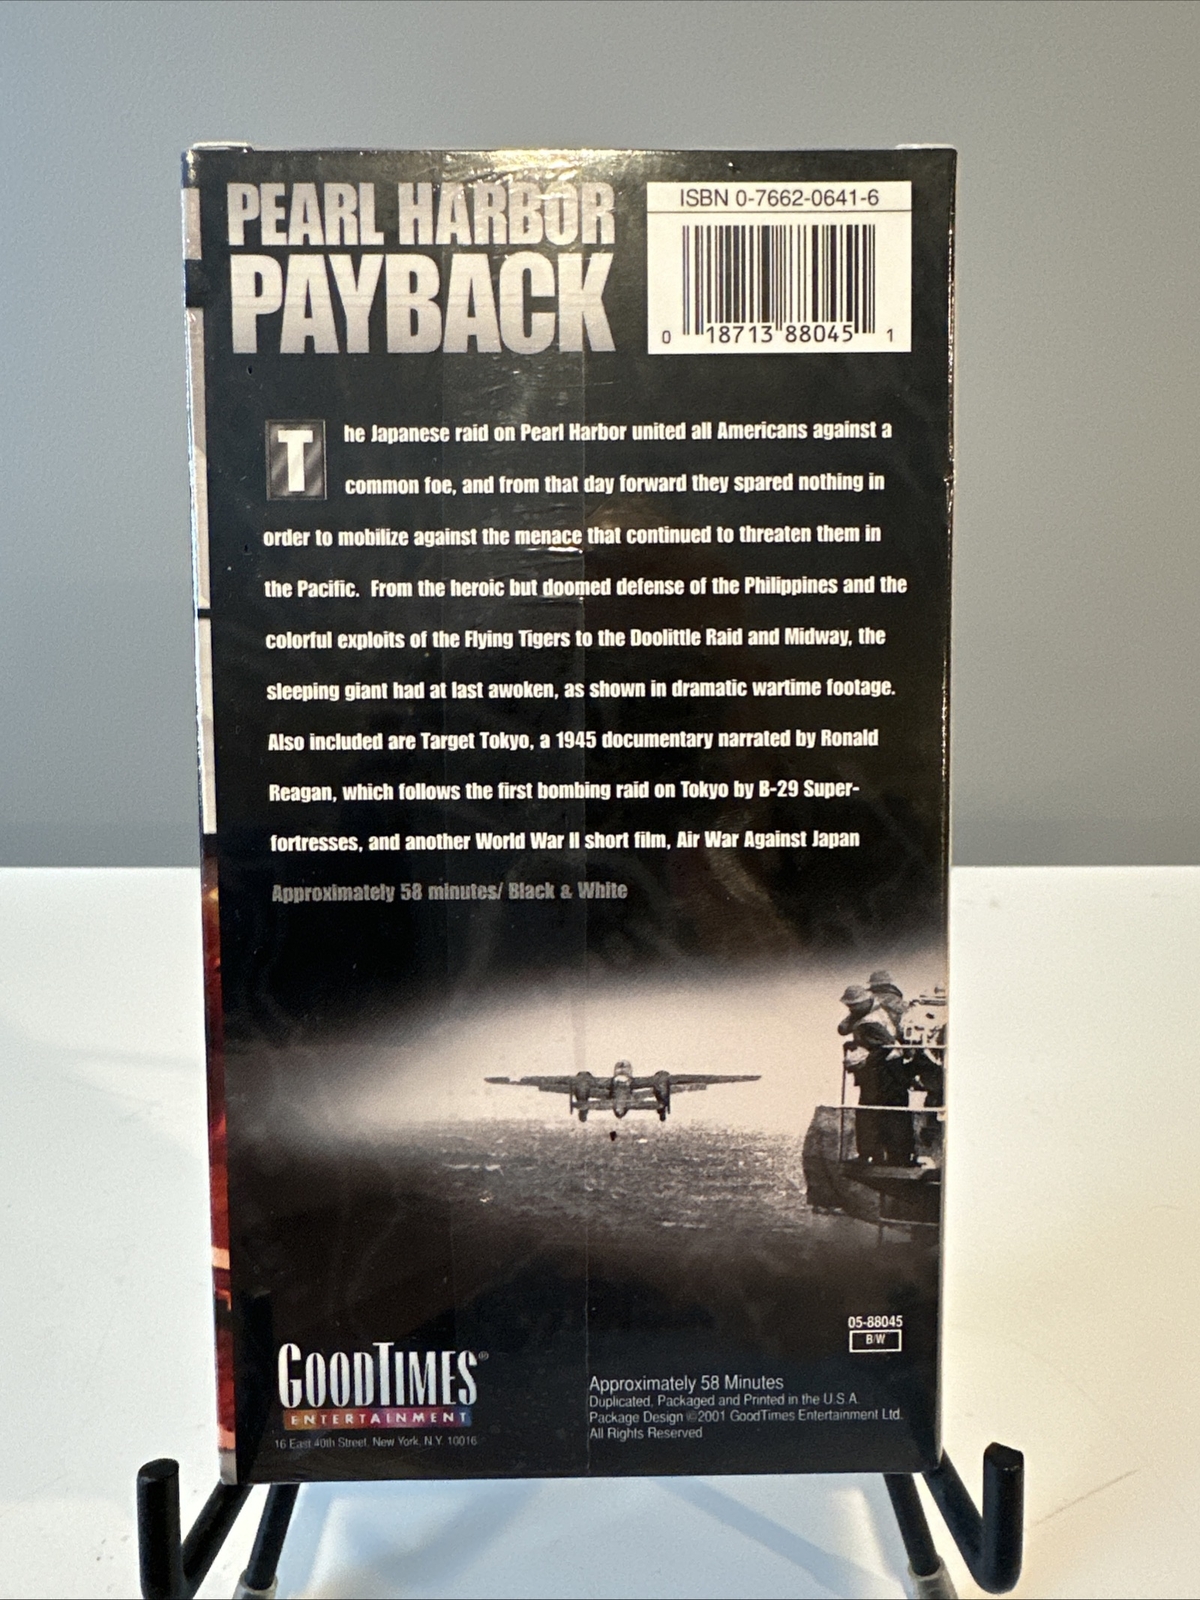 PEARL HARBOR
PAYBACK
ISBN 0-7662-0641-6
0 18713 88045 1
The Japanese raid on Pearl Harbor united all Americans against a
common foe, and from that day forward they spared nothing in
order to mobilize against the menace that continued to threaten them in
the Pacific. From the heroic but doomed defense of the Philippines and the
colorful exploits of the Flying Tigers to the Doolittle Raid and Midway, the
sleeping giant had at last awoken, as shown in dramatic wartime footage.
Also included are Target Tokyo, a 1945 documentary narrated by Ronald
Reagan, which follows the first bombing raid on Tokyo by B-29 Super-
fortresses, and another World War II short film, Air War Against Japan
Approximately 58 minutes/ Black & White
05-88045
B/W
GOODTIMES®
ENTERTAINMENT
16 East 40th Street, New York, N.Y. 10016
Approximately 58 Minutes
Duplicated, Packaged and Printed in the U.S.A.
Package Design ©2001 GoodTimes Entertainment Ltd.
All Rights Reserved